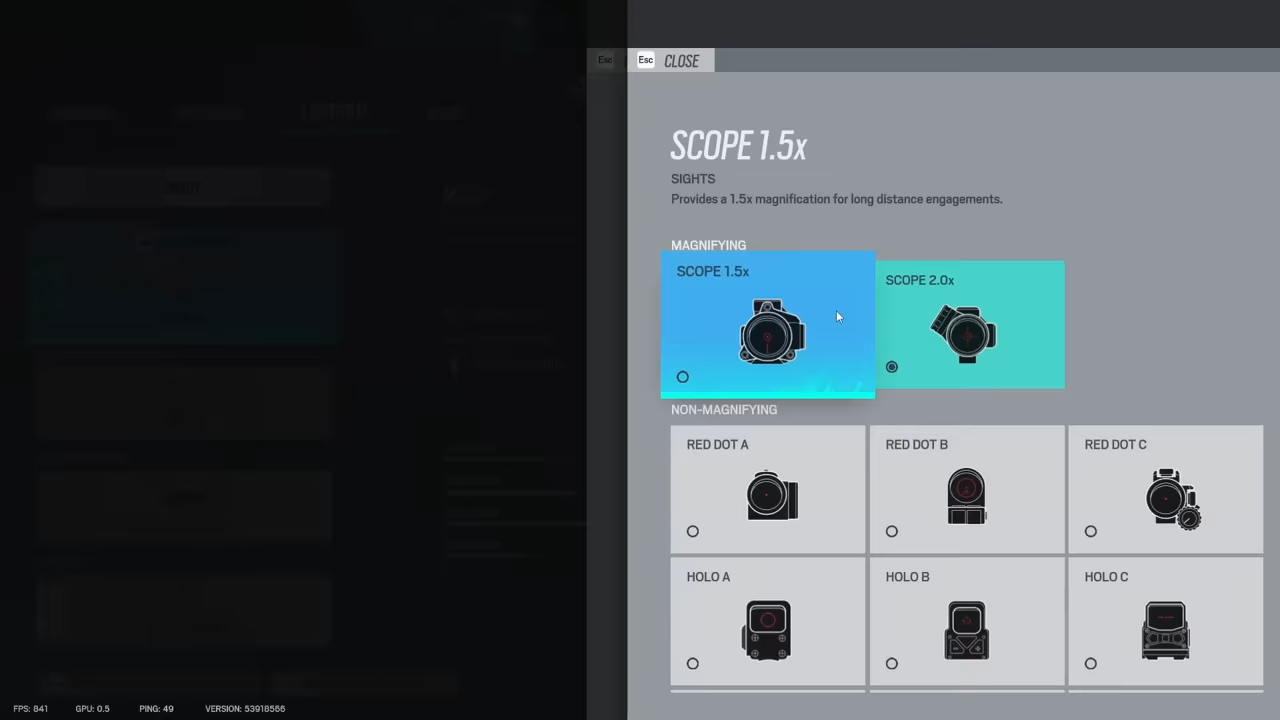 Esc
Esc CLOSE
SCOPE 1.5x
SIGHTS
Provides a 1.5x magnification for long distance engagements.
MAGNIFYING
SCOPE 1.5x
SCOPE 2.0x
NON-MAGNIFYING
RED DOT A
RED DOT B
RED DOT C
HOLO A
HOLO B
HOLO C
FPS: 841
GPU: 0.5
PING: 49
VERSION: 53918566